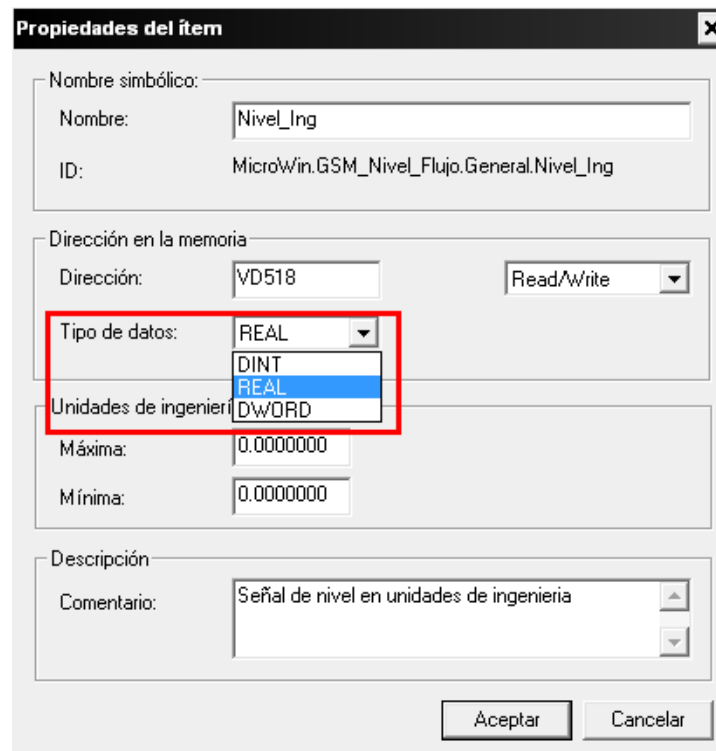 Propiedades del ítem
Nombre simbólico:
Nombre: Nivel_Ing
ID: MicroWin.GSM_Nivel_Flujo.General.Nivel_Ing
Dirección en la memoria
Dirección: VD518 Read/Write
Tipo de datos: REAL
DINT
REAL
Unidades de ingenierí DWORD
Máxima: 0.0000000
Mínima: 0.0000000
Descripción
Comentario: Señal de nivel en unidades de ingenieria
Aceptar Cancelar